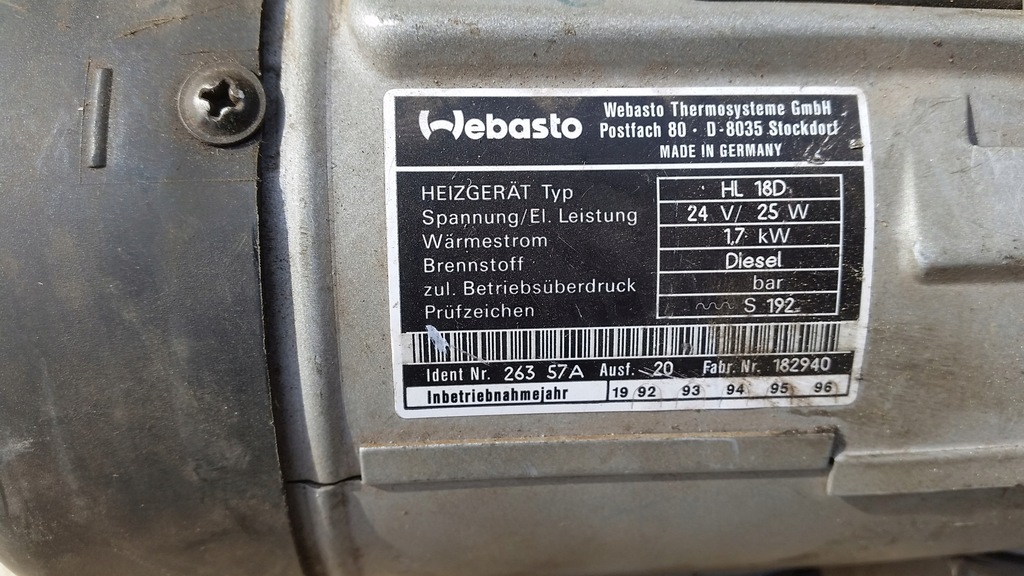 Webasto
Webasto Thermosysteme GmbH
Postfach 80 · D-8035 Stockdorf
MADE IN GERMANY
HEIZGERÄT Typ HL 18D
Spannung/El. Leistung 24 V/ 25 W
Wärmestrom 1,7 kW
Brennstoff Diesel
zul. Betriebsüberdruck bar
Prüfzeichen ~~~ S 192
Ident Nr. 263 57A Ausf. 20 Fabr. Nr. 182940
Inbetriebnahmejahr 19 92 93 94 95 96